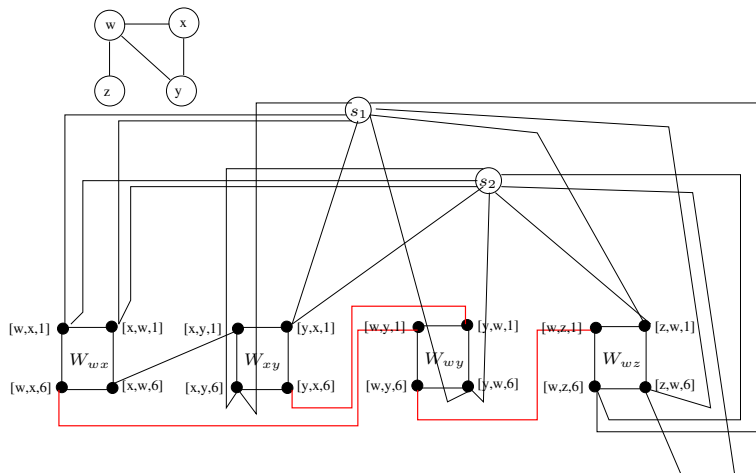 w x
z y
s1
s2
[w,x,1] [x,w,1] [x,y,1] [y,x,1] [w,y,1] [y,w,1] [w,z,1] [z,w,1]
Wwx Wxy Wwy Wwz
[w,x,6] [x,w,6] [x,y,6] [y,x,6] [w,y,6] [y,w,6] [w,z,6] [z,w,6]